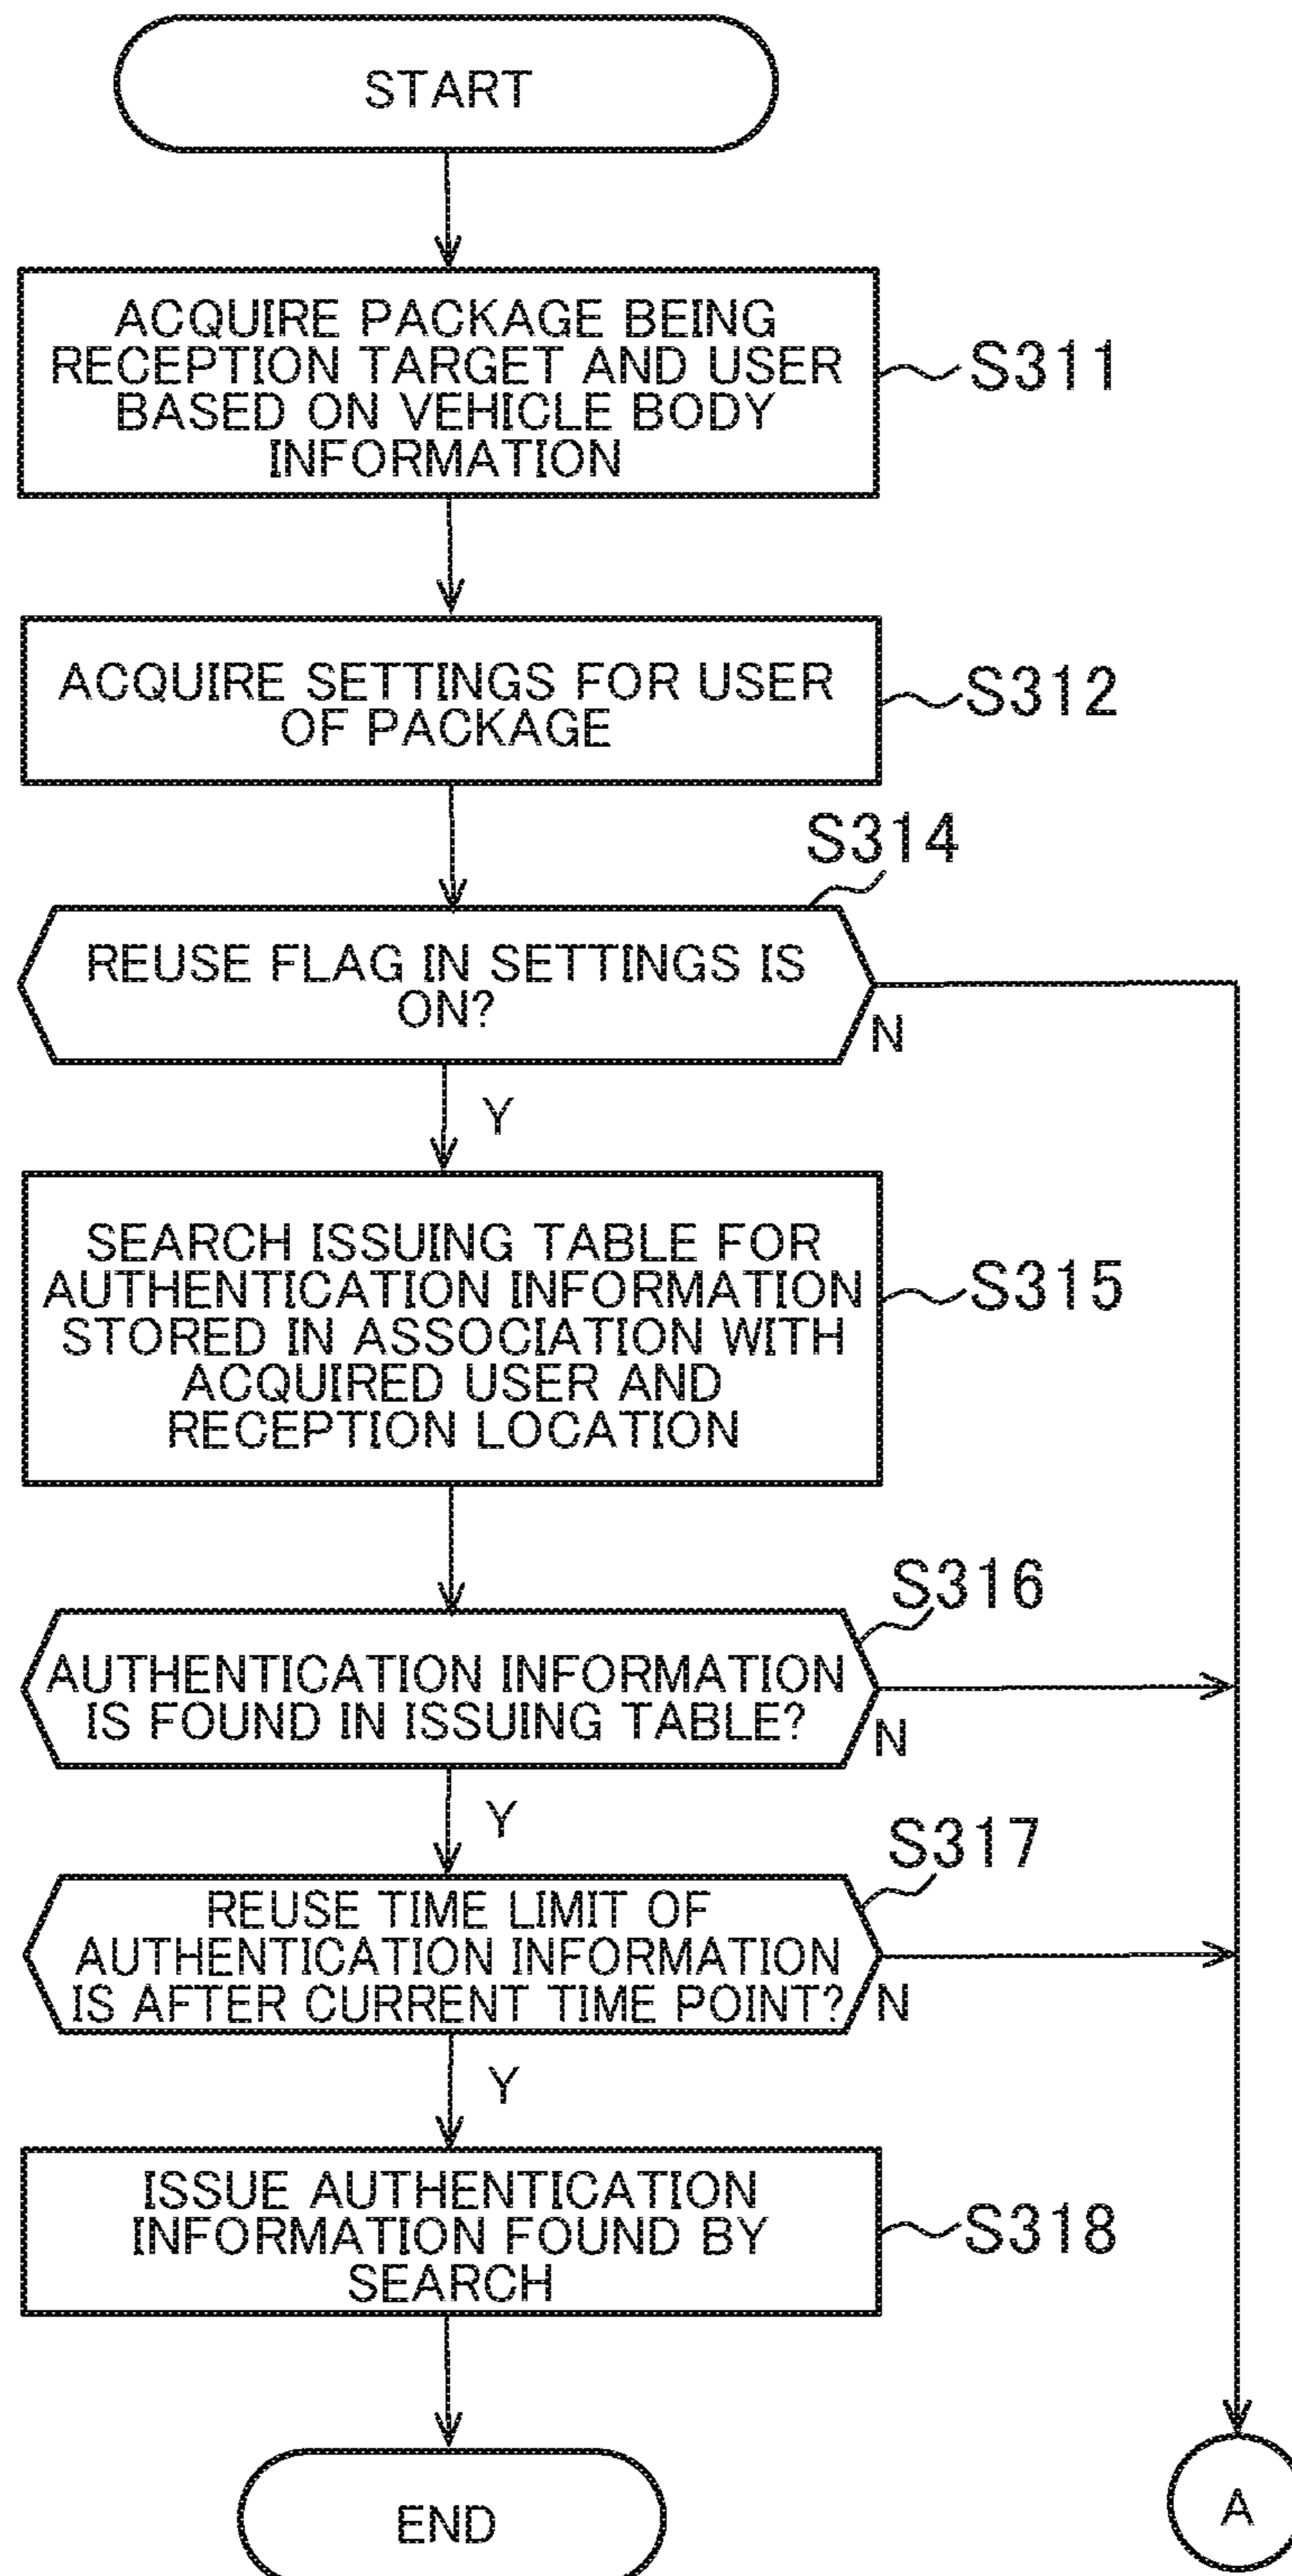 START
ACQUIRE PACKAGE BEING
RECEPTION TARGET AND USER
BASED ON VEHICLE BODY
INFORMATION
S311
ACQUIRE SETTINGS FOR USER
OF PACKAGE
S312
S314
REUSE FLAG IN SETTINGS IS
ON?
N
Y
SEARCH ISSUING TABLE FOR
AUTHENTICATION INFORMATION
STORED IN ASSOCIATION WITH
ACQUIRED USER AND
RECEPTION LOCATION
S315
S316
AUTHENTICATION INFORMATION
IS FOUND IN ISSUING TABLE?
N
Y
S317
REUSE TIME LIMIT OF
AUTHENTICATION INFORMATION
IS AFTER CURRENT TIME POINT?
N
Y
ISSUE AUTHENTICATION
INFORMATION FOUND BY
SEARCH
S318
END
A